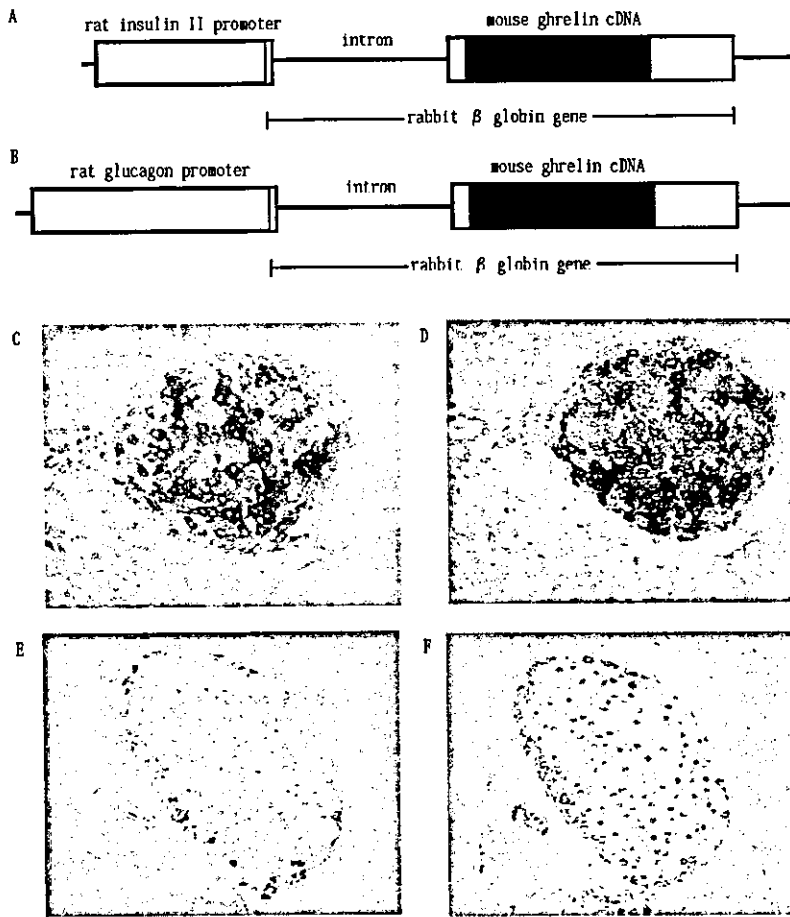 A
rat insulin II promoter
intron
mouse ghrelin cDNA
rabbit β globin gene
B
rat glucagon promoter
intron
mouse ghrelin cDNA
rabbit β globin gene
C
D
E
F